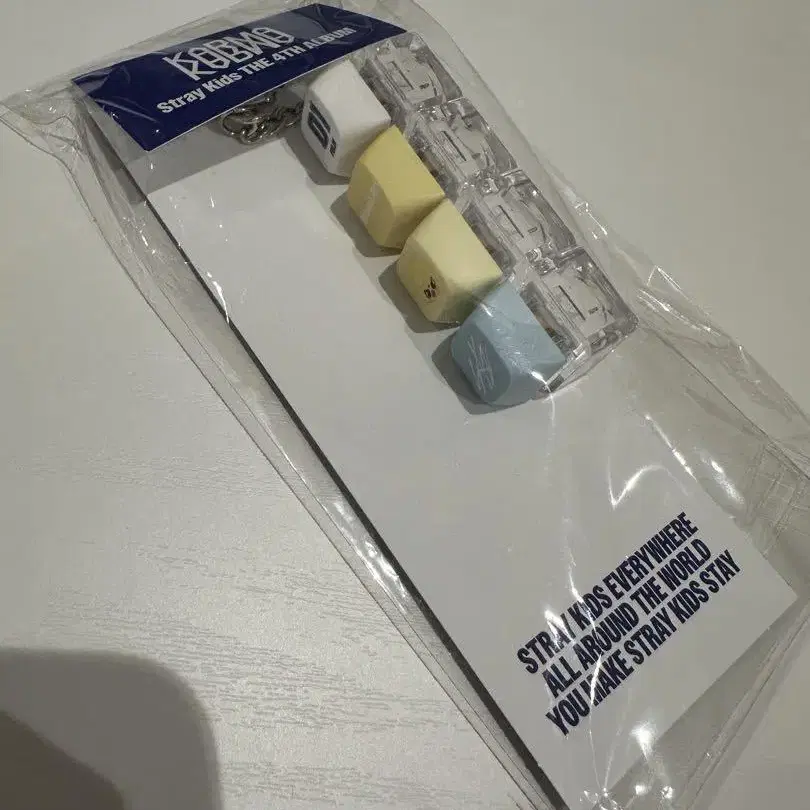 Stray Kids THE 4TH ALBUM
STRAY KIDS EVERYWHERE
ALL AROUND THE WORLD
YOU MAKE STRAY KIDS STAY